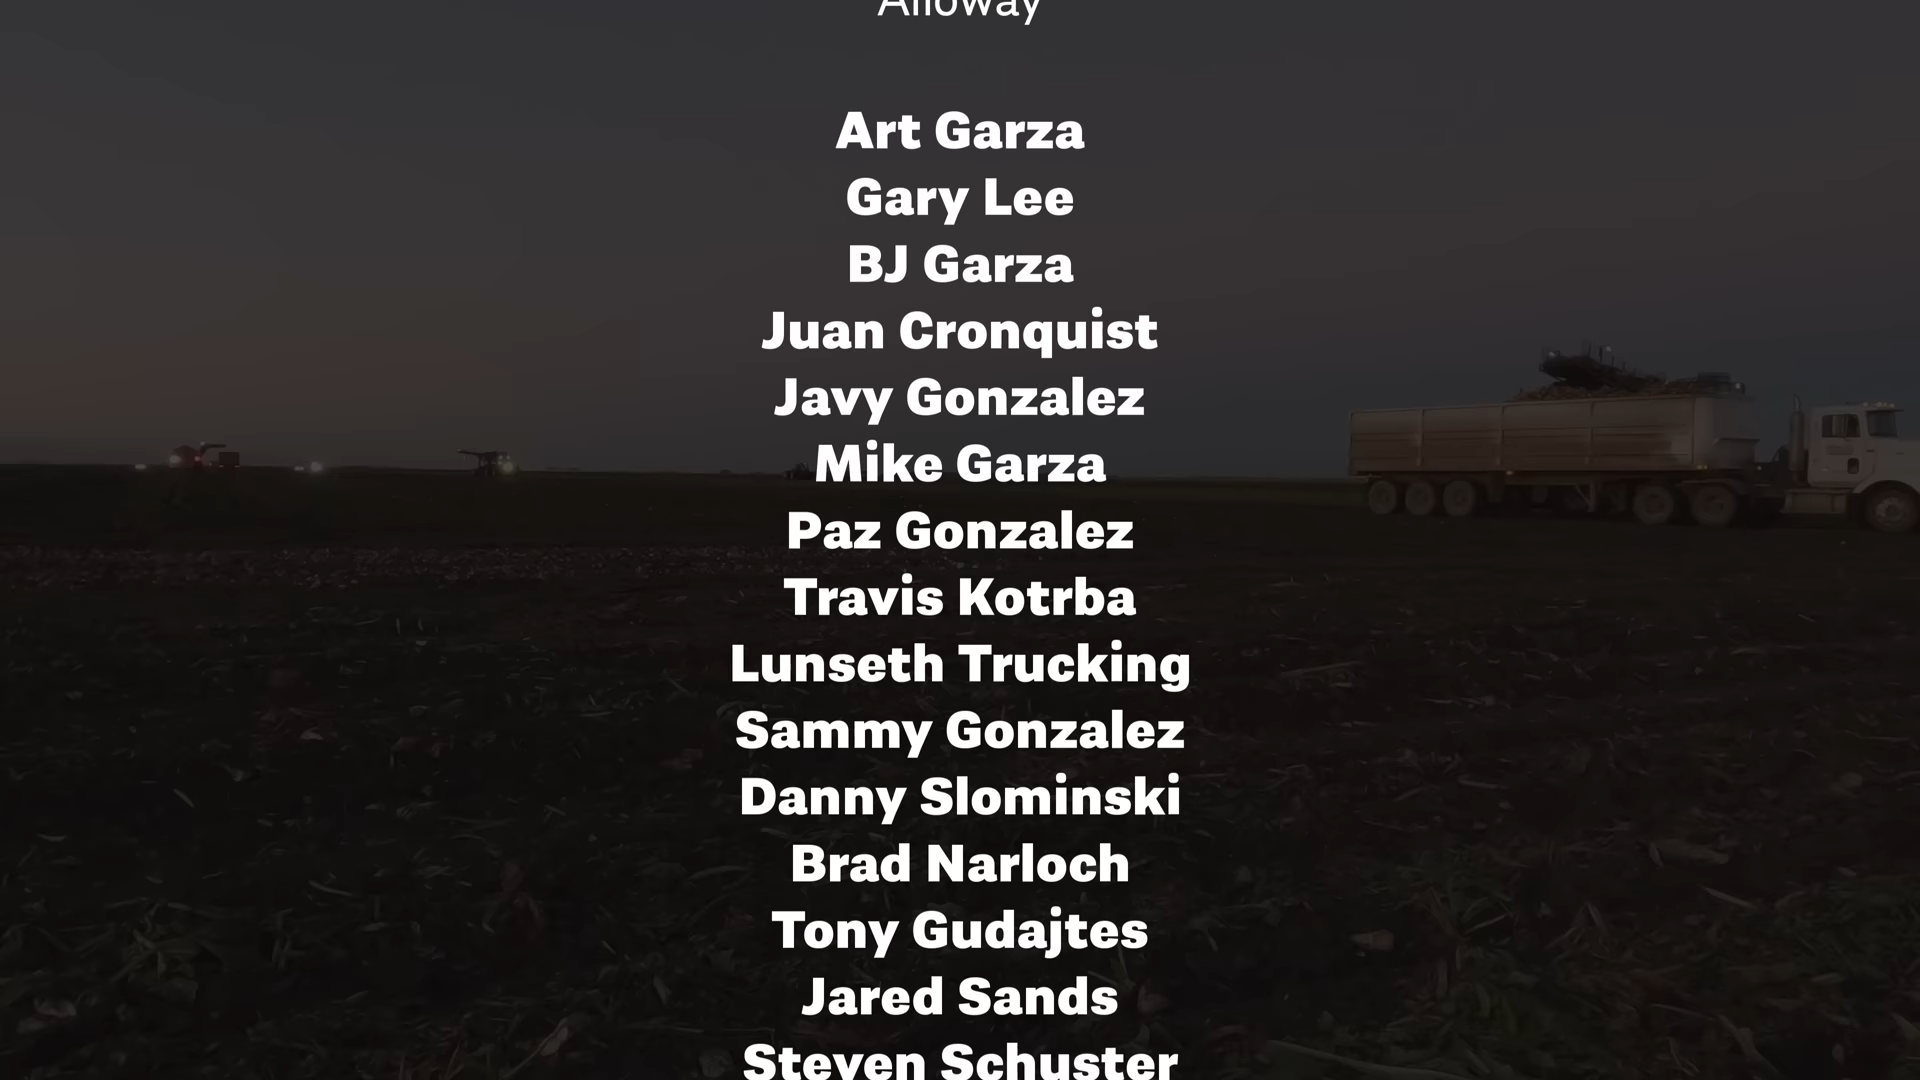 Alloway
Art Garza
Gary Lee
BJ Garza
Juan Cronquist
Javy Gonzalez
Mike Garza
Paz Gonzalez
Travis Kotrba
Lunseth Trucking
Sammy Gonzalez
Danny Slominski
Brad Narloch
Tony Gudajtes
Jared Sands
Steven Schuster